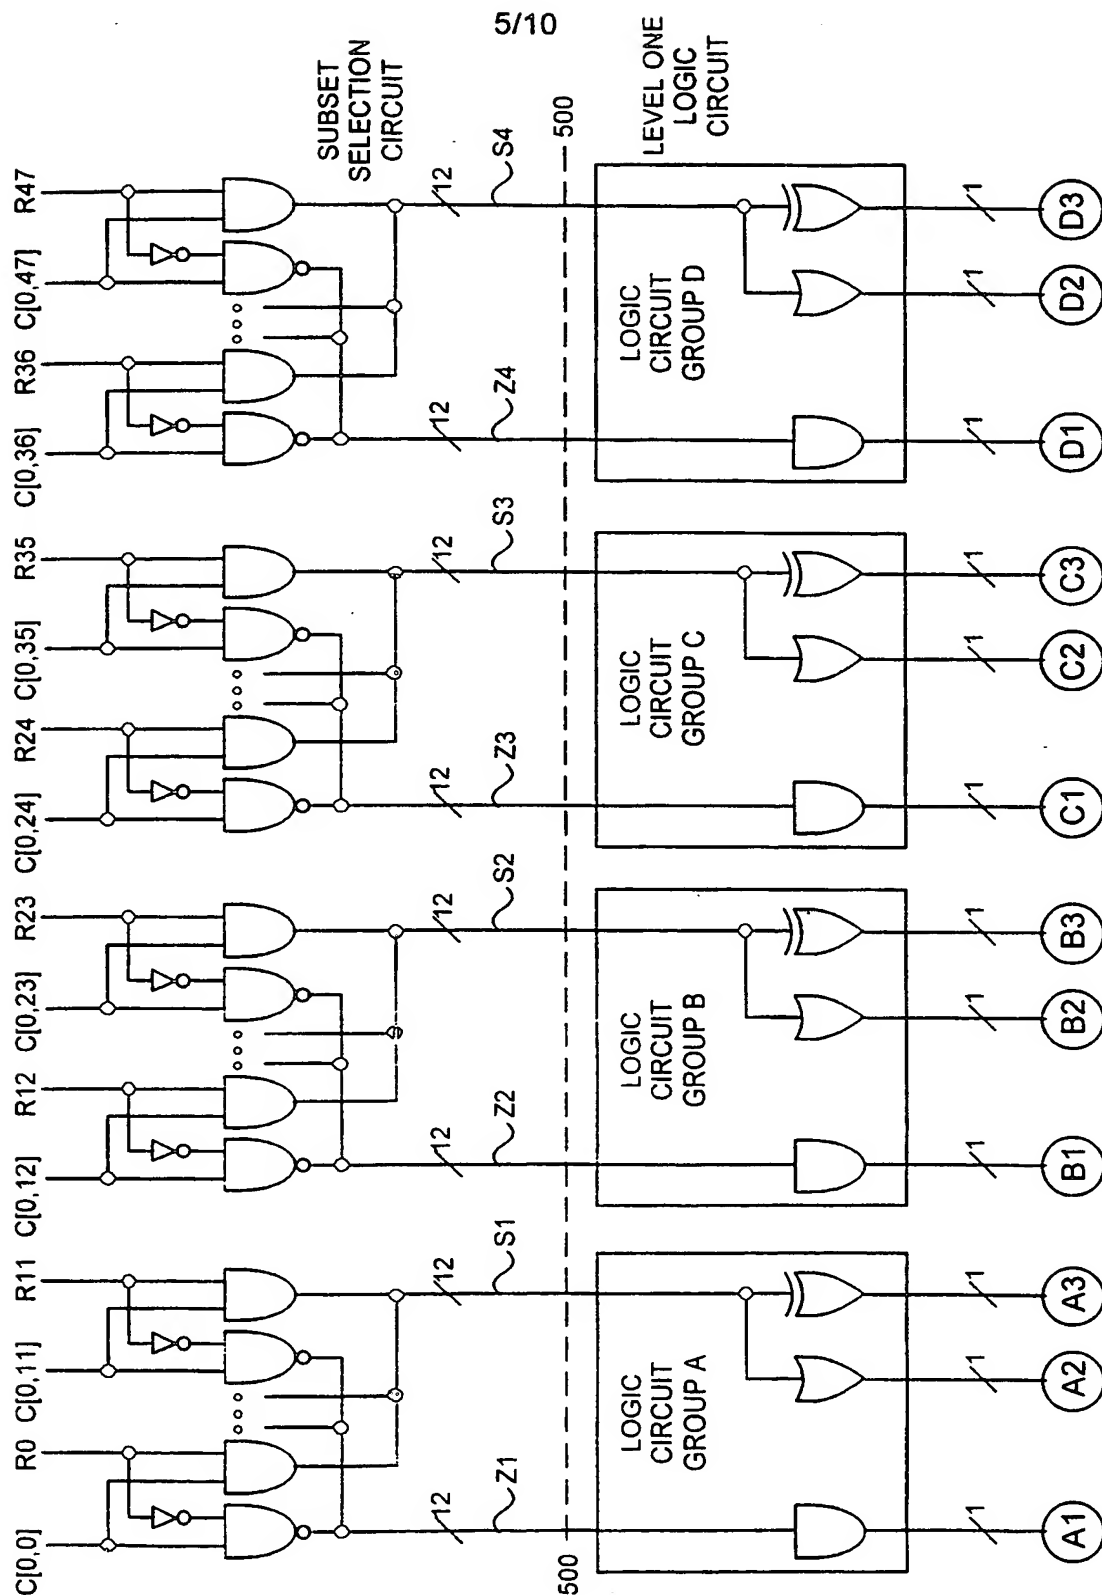 5/10
C[0,0]
R0
C[0,11]
R11
C[0,12]
R12
C[0,23]
R23
C[0,24]
R24
C[0,35]
R35
C[0,36]
R36
C[0,47]
R47
SUBSET
SELECTION
CIRCUIT
12
Z1
12
S1
12
Z2
12
S2
12
Z3
12
S3
12
Z4
12
S4
500
500
LEVEL ONE
LOGIC
CIRCUIT
LOGIC
CIRCUIT
GROUP A
LOGIC
CIRCUIT
GROUP B
LOGIC
CIRCUIT
GROUP C
LOGIC
CIRCUIT
GROUP D
1
1
1
1
1
1
1
1
1
1
1
1
A1
A2
A3
B1
B2
B3
C1
C2
C3
D1
D2
D3